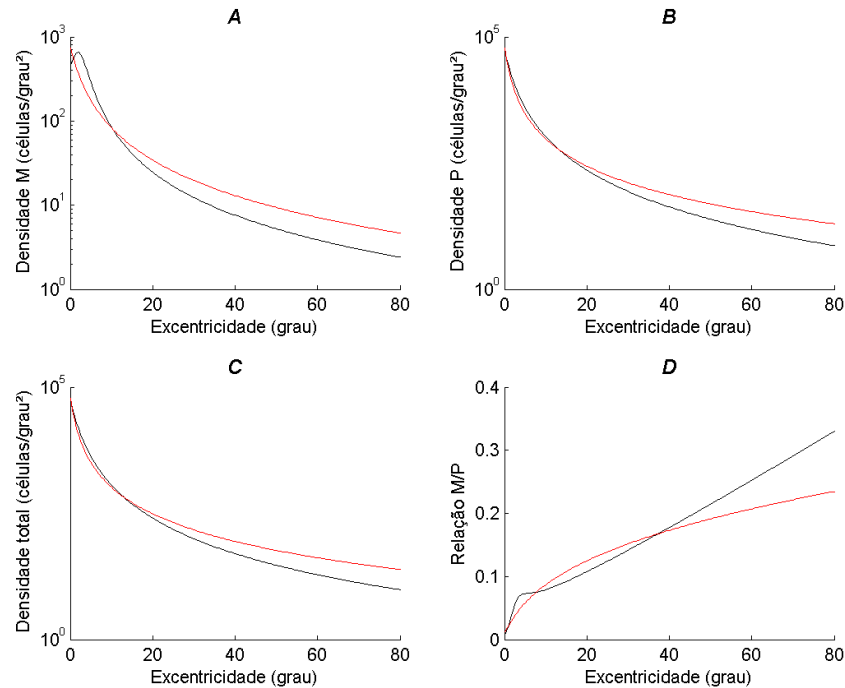 A
Densidade M (células/grau²)
10³
10²
10¹
10⁰
0 20 40 60 80
Excentricidade (grau)
B
Densidade P (células/grau²)
10⁵
10⁰
0 20 40 60 80
Excentricidade (grau)
C
Densidade total (células/grau²)
10⁵
10⁰
0 20 40 60 80
Excentricidade (grau)
D
Relação M/P
0.4
0.3
0.2
0.1
0
0 20 40 60 80
Excentricidade (grau)